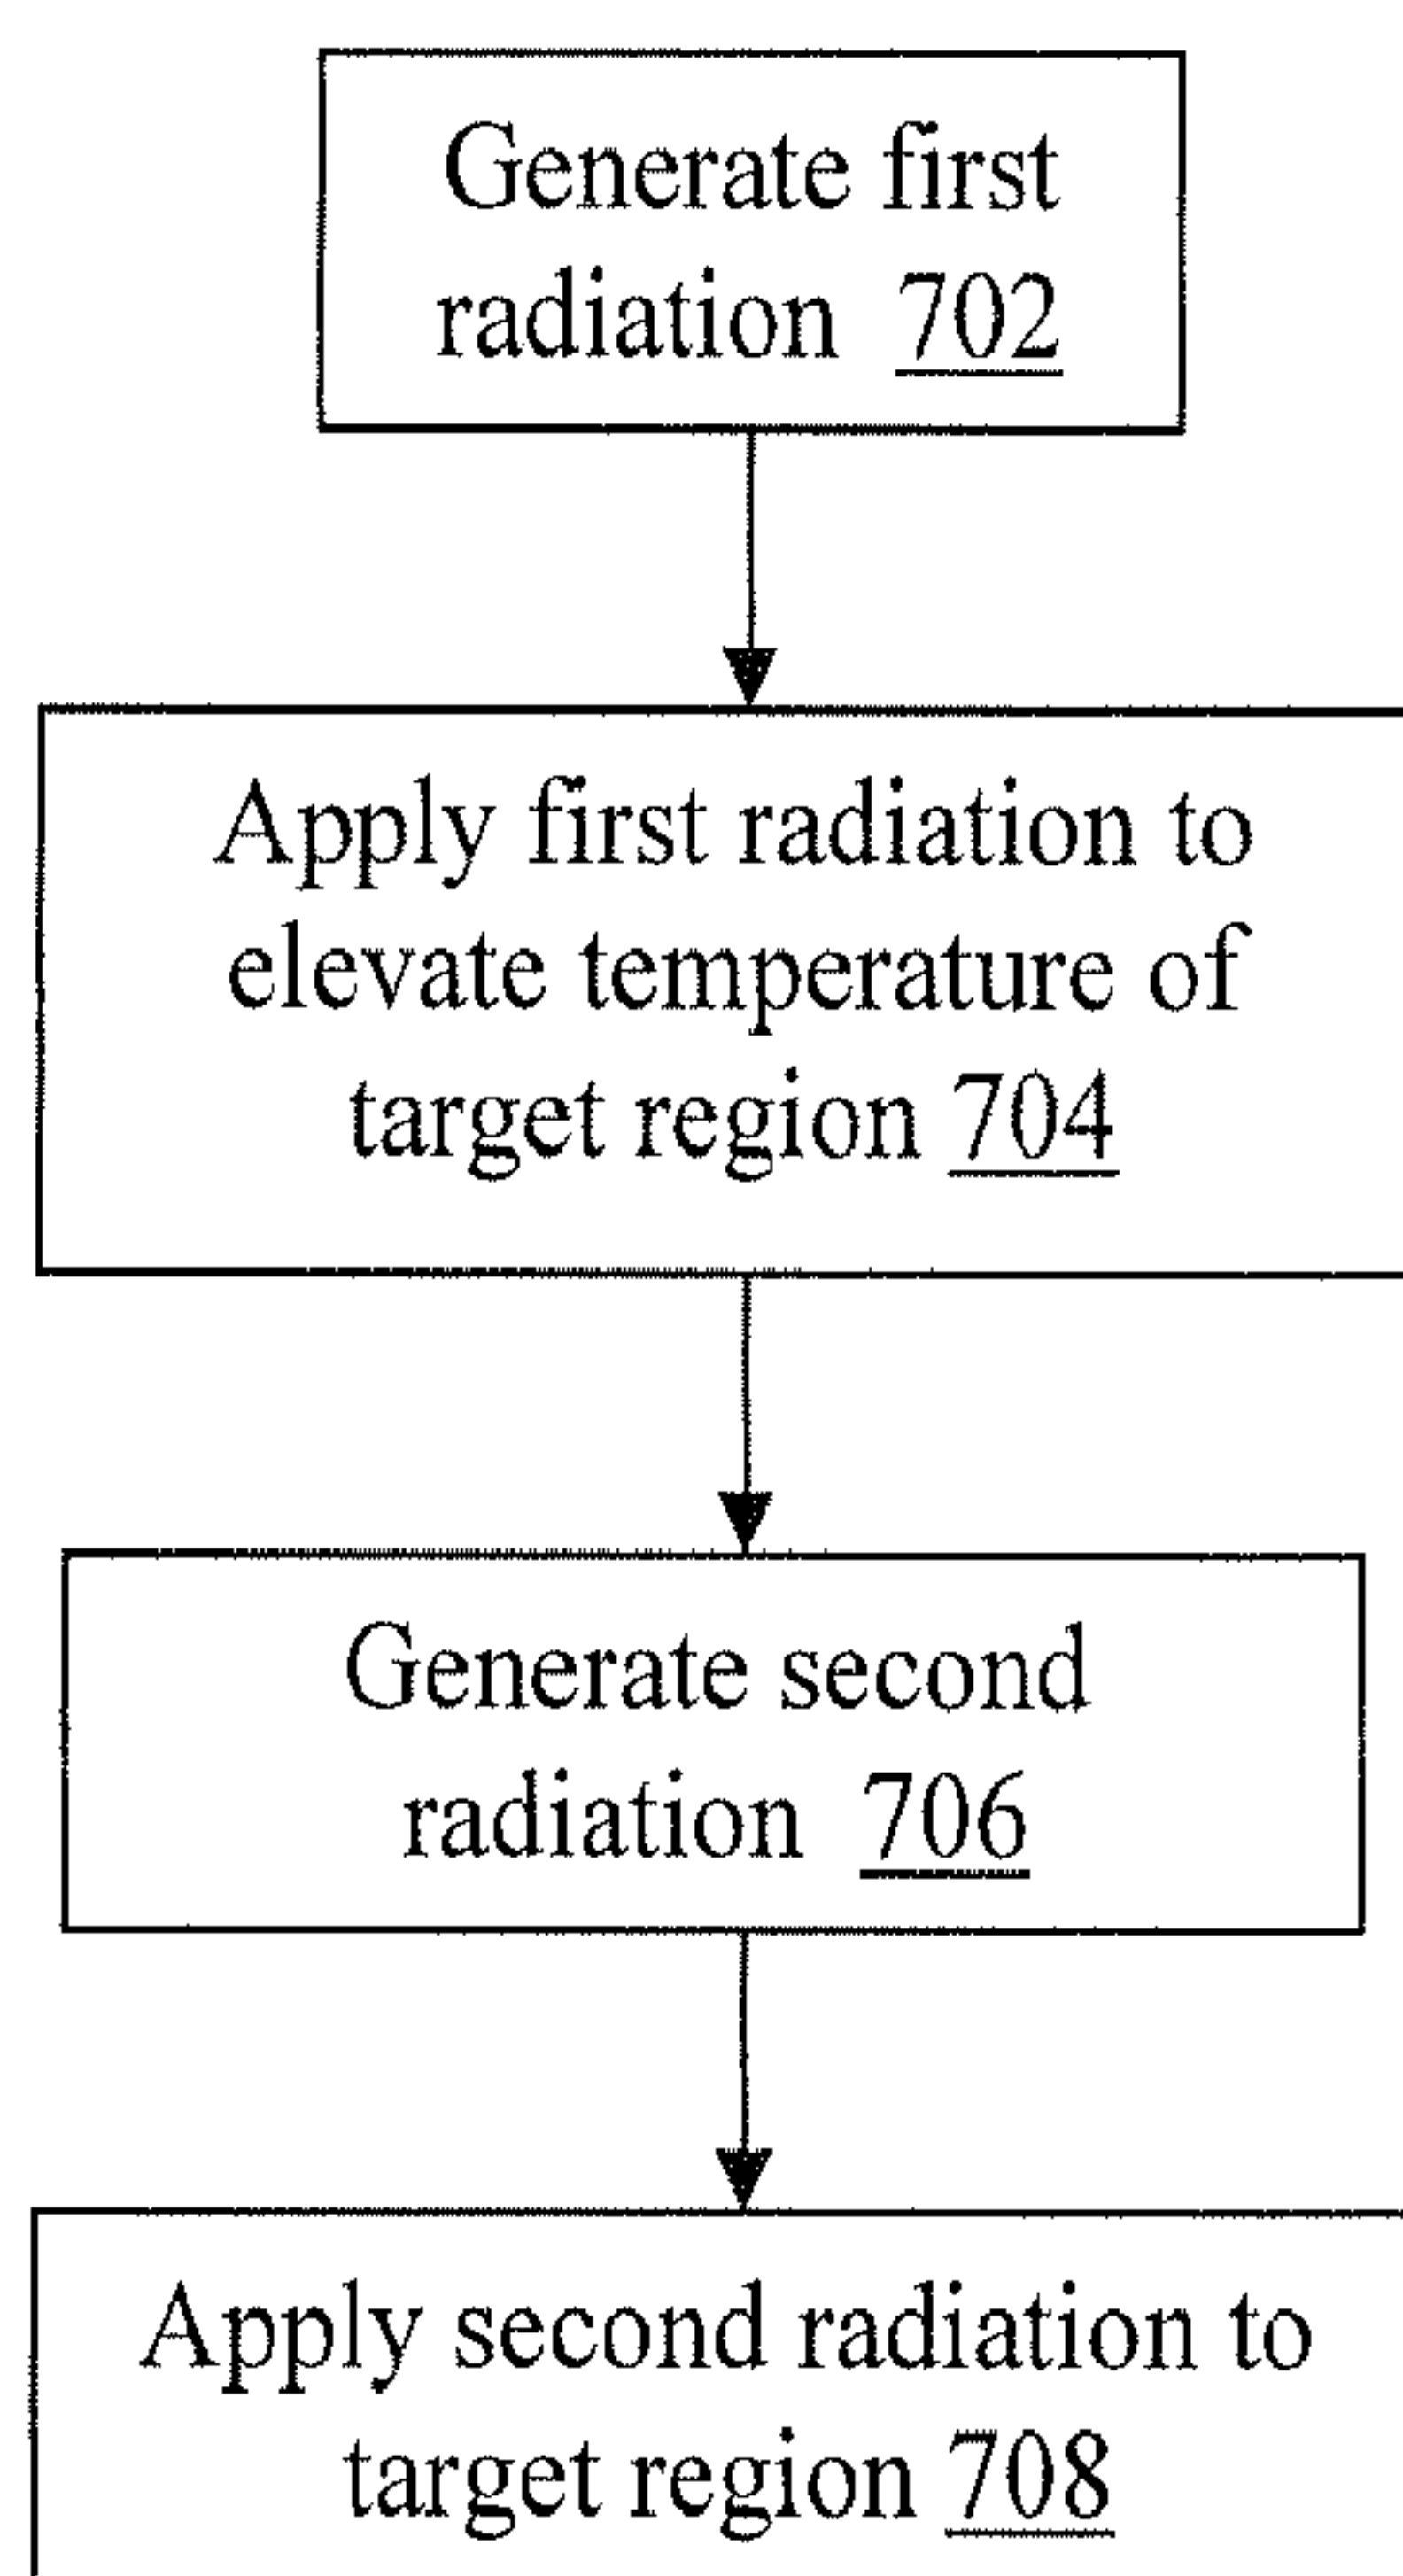 Generate first
radiation 702
Apply first radiation to
elevate temperature of
target region 704
Generate second
radiation 706
Apply second radiation to
target region 708